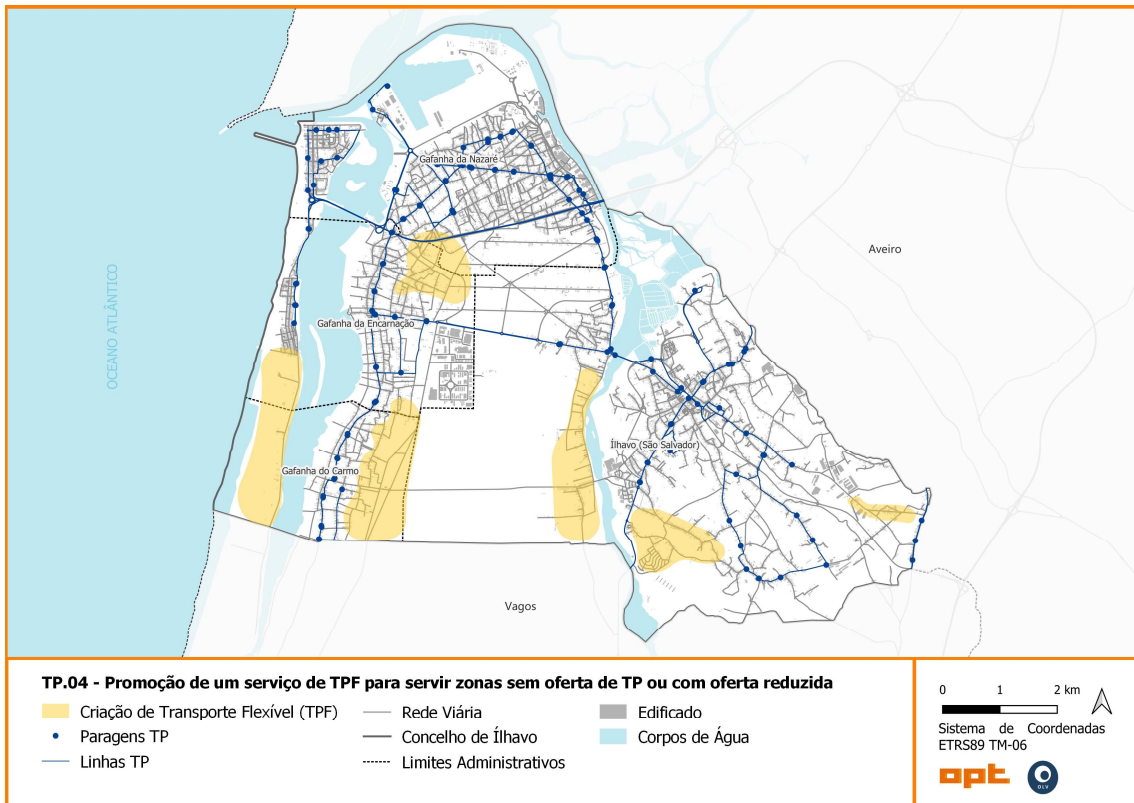 Gafanha da Nazaré
Aveiro
OCEANO ATLÂNTICO
Gafanha da Encarnação
Ílhavo (São Salvador)
Gafanha do Carmo
Vagos
TP.04 - Promoção de um serviço de TPF para servir zonas sem oferta de TP ou com oferta reduzida
Criação de Transporte Flexível (TPF)
Paragens TP
Linhas TP
Rede Viária
Concelho de Ílhavo
Limites Administrativos
Edificado
Corpos de Água
0 1 2 km
Sistema de Coordenadas
ETRS89 TM-06
opt
OLV